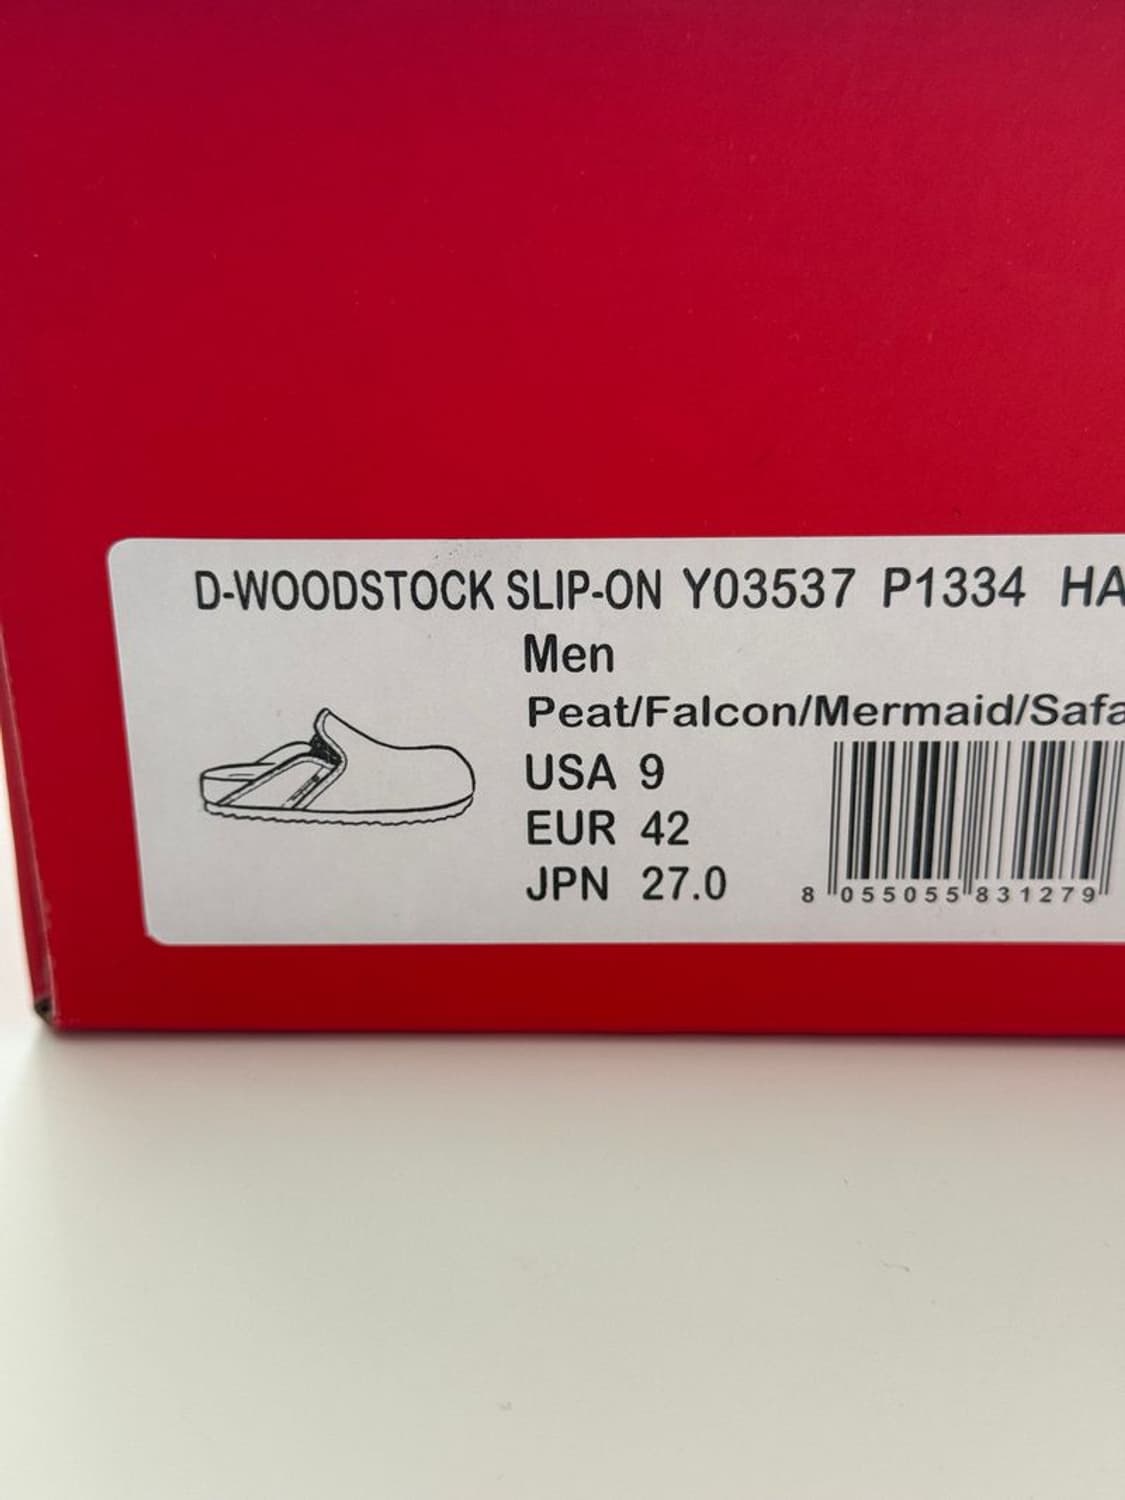 D-WOODSTOCK SLIP-ON Y03537 P1334 HA
Men
Peat/Falcon/Mermaid/Safa
USA 9
EUR 42
JPN 27.0
8 055055 831279